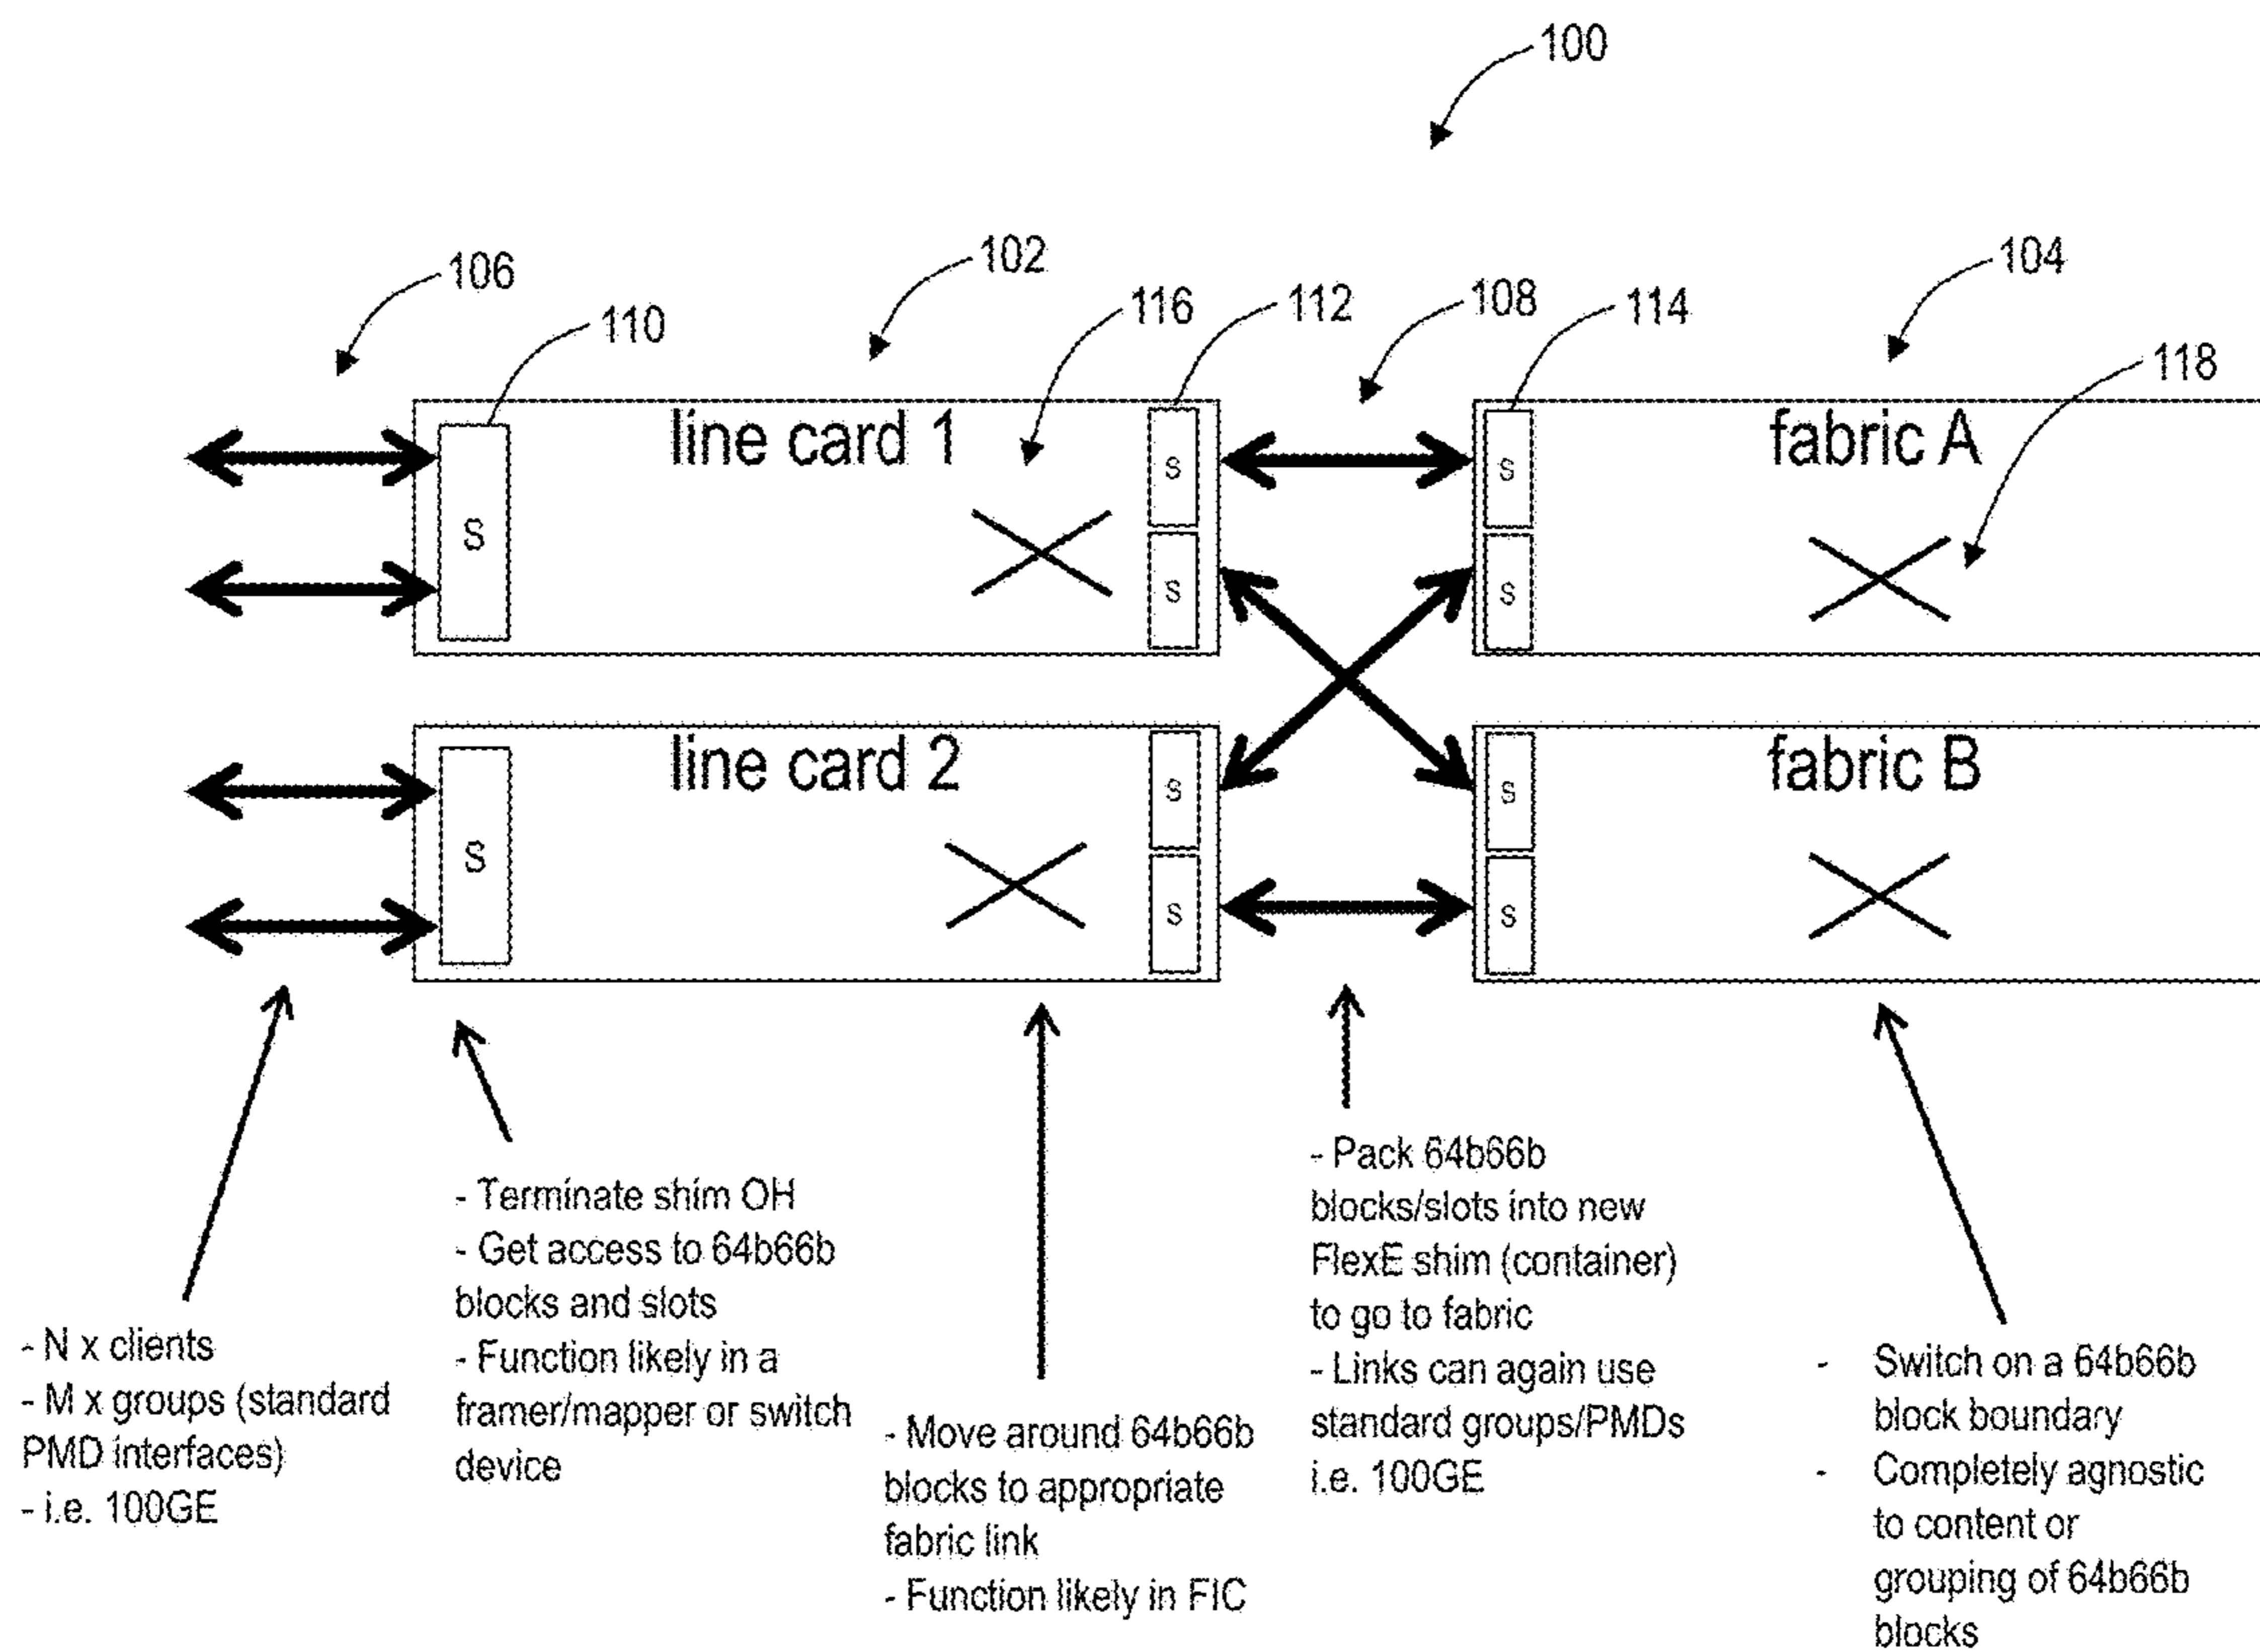 100
106
102
104
110
116
112
108
114
118
line card 1
fabric A
S
S
S
S
S
line card 2
fabric B
S
S
S
S
S
- N x clients
- M x groups (standard
PMD interfaces)
- i.e. 100GE
- Terminate shim OH
- Get access to 64b66b
blocks and slots
- Function likely in a
framer/mapper or switch
device
- Move around 64b66b
blocks to appropriate
fabric link
- Function likely in FIC
- Pack 64b66b
blocks/slots into new
FlexE shim (container)
to go to fabric
- Links can again use
standard groups/PMDs
i.e. 100GE
- Switch on a 64b66b
block boundary
- Completely agnostic
to content or
grouping of 64b66b
blocks